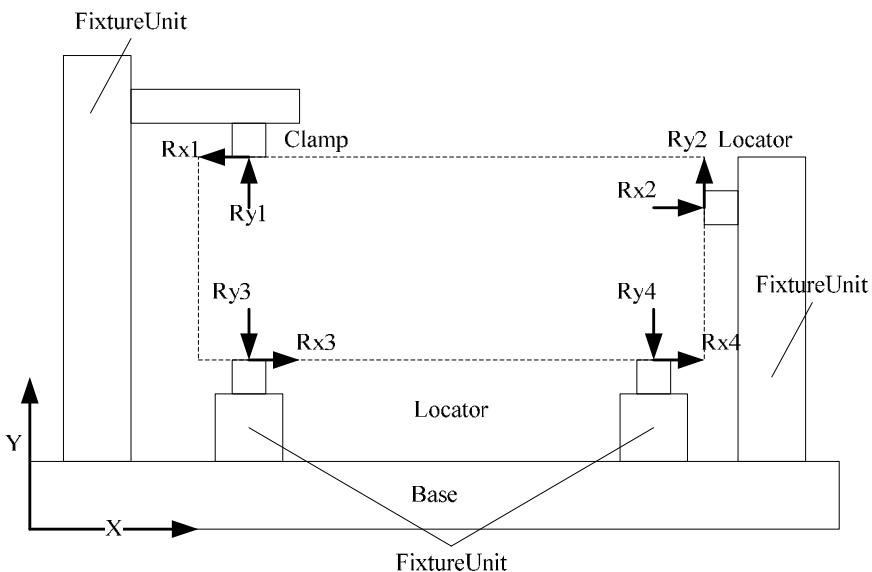 FixtureUnit
Rx1
Clamp
Ry2 Locator
Rx2
Ry1
Ry3
Ry4
FixtureUnit
Rx3
Rx4
Locator
Y
Base
X
FixtureUnit